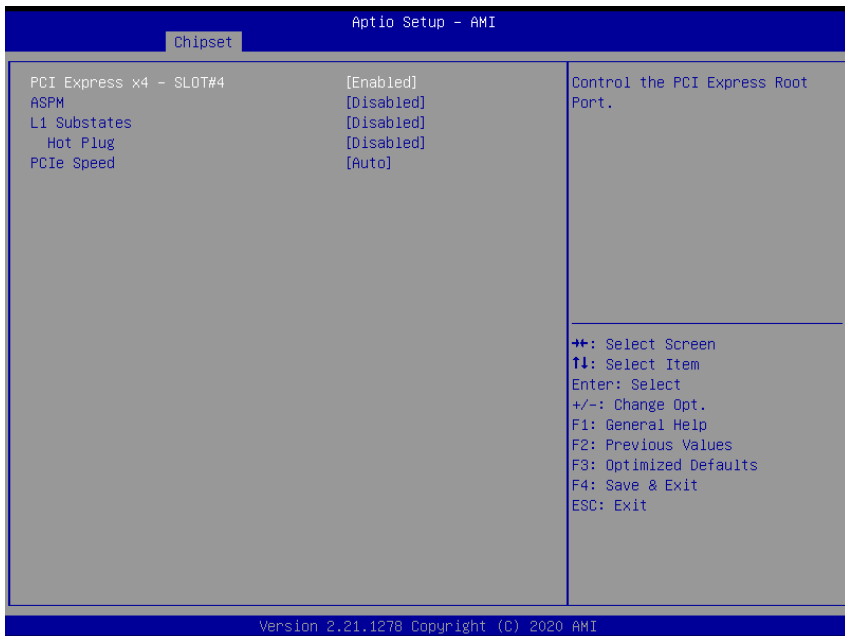 Aptio Setup - AMI
Chipset
PCI Express x4 - SLOT#4 [Enabled]
ASPM [Disabled]
L1 Substates [Disabled]
Hot Plug [Disabled]
PCIe Speed [Auto]
Control the PCI Express Root
Port.
→←: Select Screen
↑↓: Select Item
Enter: Select
+/-: Change Opt.
F1: General Help
F2: Previous Values
F3: Optimized Defaults
F4: Save & Exit
ESC: Exit
Version 2.21.1278 Copyright (C) 2020 AMI